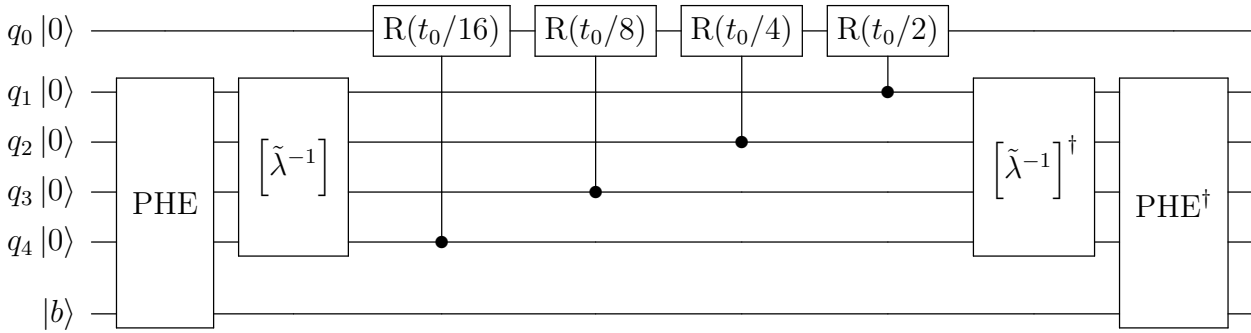 q₀ |0⟩ R(t₀/16) R(t₀/8) R(t₀/4) R(t₀/2)
q₁ |0⟩
q₂ |0⟩
[λ̃⁻¹] [λ̃⁻¹]†
q₃ |0⟩
PHE PHE†
q₄ |0⟩
|b⟩